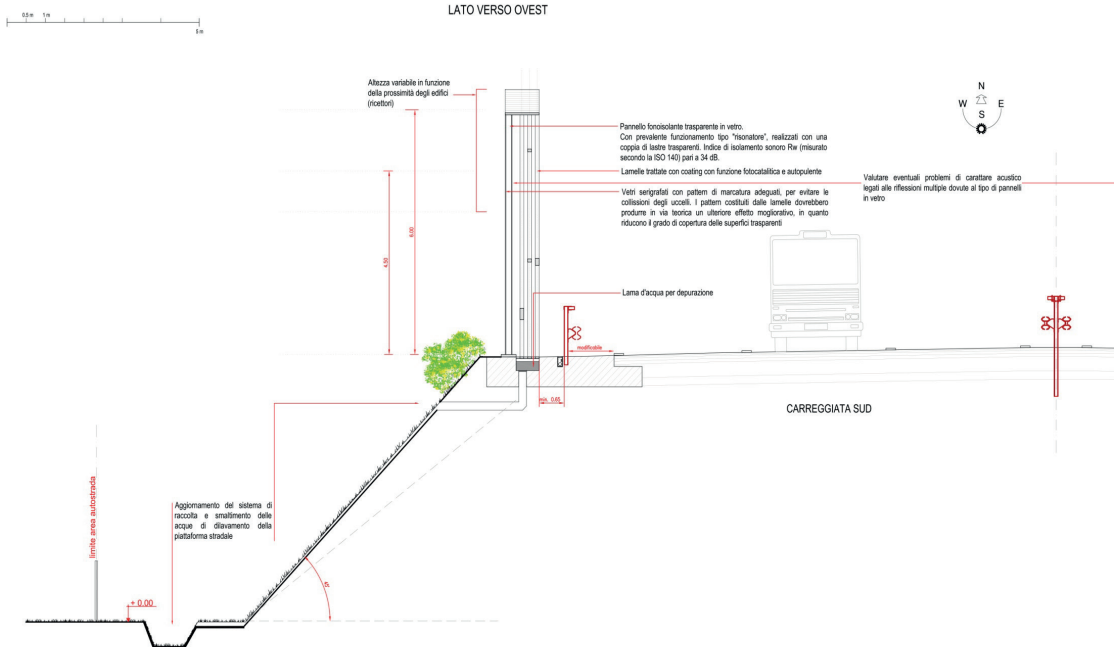 LATO VERSO OVEST
0,5 m 1 m
5 m
Altezza variabile in funzione
della prossimità degli edifici
(ricettori)
N
W E
S
Pannello fonoisolante trasparente in vetro.
Con prevalente funzionamento tipo "risonatore", realizzati con una
coppia di lastre trasparenti. Indice di isolamento sonoro Rw (misurato
secondo la ISO 140) pari a 34 dB.
Lamelle trattate con coating con funzione fotocatalitica e autopulente
Valutare eventuali problemi di carattare acustico
legati alle riflessioni multiple dovute al tipo di pannelli
in vetro
Vetri serigrafati con pattern di marcatura adeguati, per evitare le
collissioni degli uccelli. I pattern costituiti dalle lamelle dovrebbero
produrre in via teorica un ulteriore effetto mogliorativo, in quanto
riducono il grado di copertura delle superfici trasparenti
6,00
4,50
Lama d'acqua per depurazione
modificabile
min. 0.65
CARREGGIATA SUD
limite area autostrada
Aggiornamento del sistema di
raccolta e smaltimento delle
acque di dilavamento della
piattaforma stradale
+ 0.00